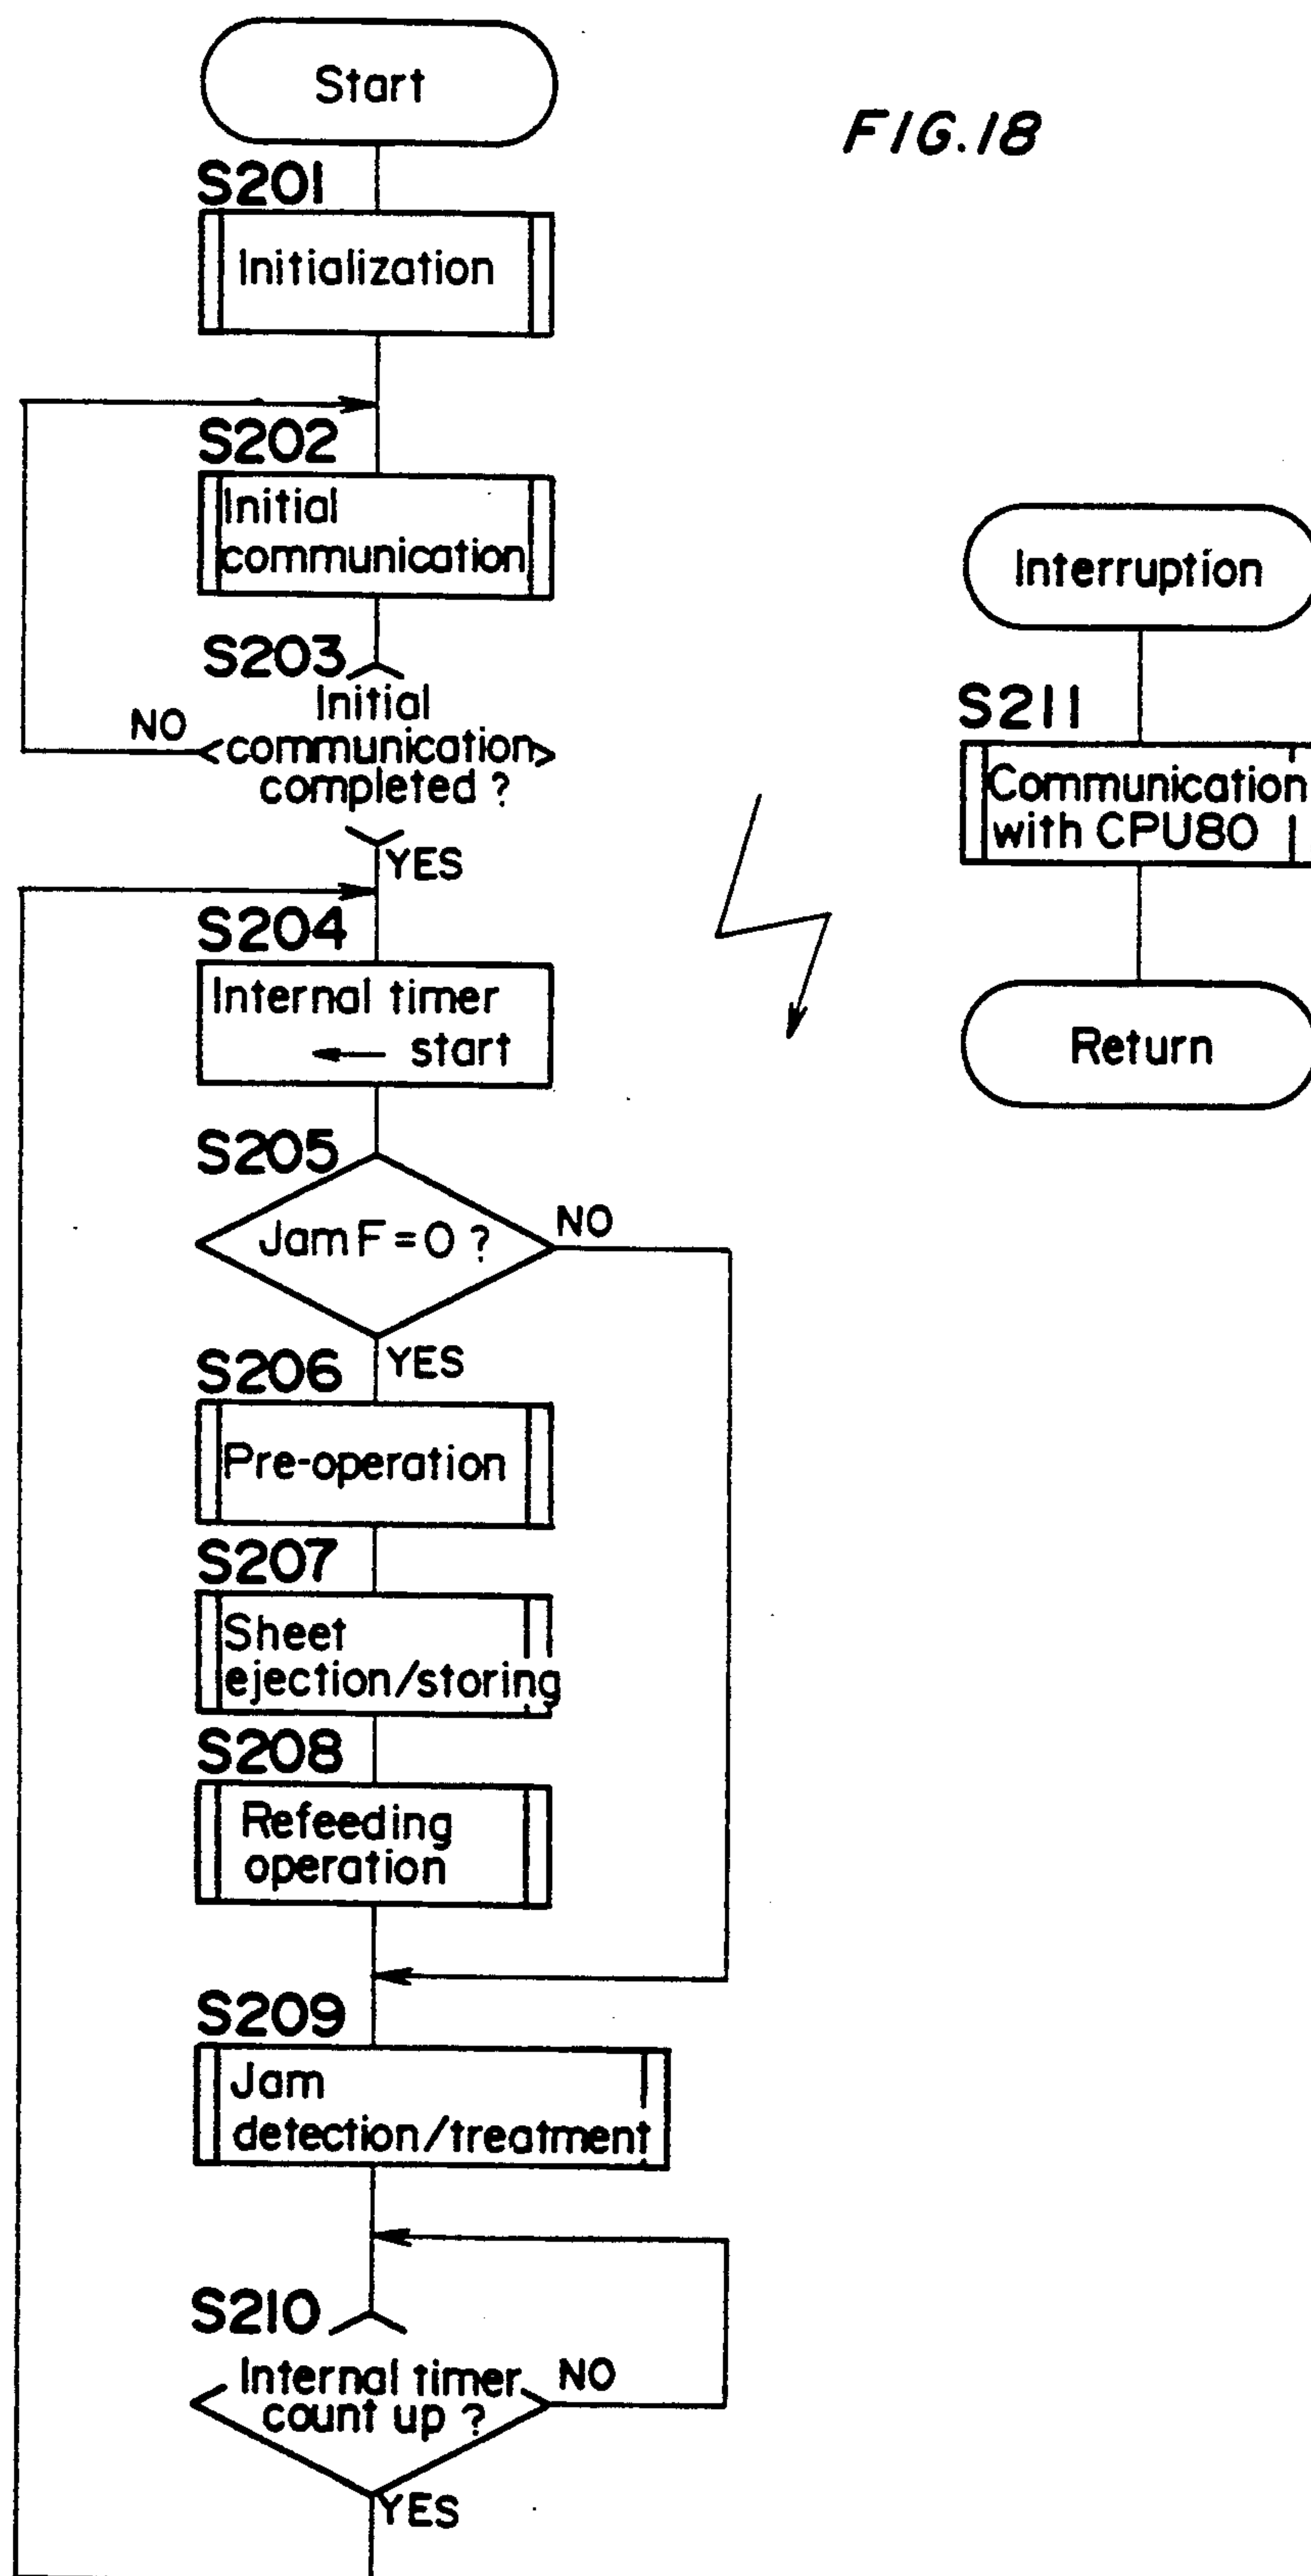 Start
FIG.18
S201
Initialization
S202
Initial
communication
S203
Initial
communication
completed ?
NO
YES
S204
Internal timer
← start
S205
Jam F = 0 ?
NO
YES
S206
Pre-operation
S207
Sheet
ejection/storing
S208
Refeeding
operation
S209
Jam
detection/treatment
S210
Internal timer
count up ?
NO
YES
Interruption
S211
Communication
with CPU80
Return